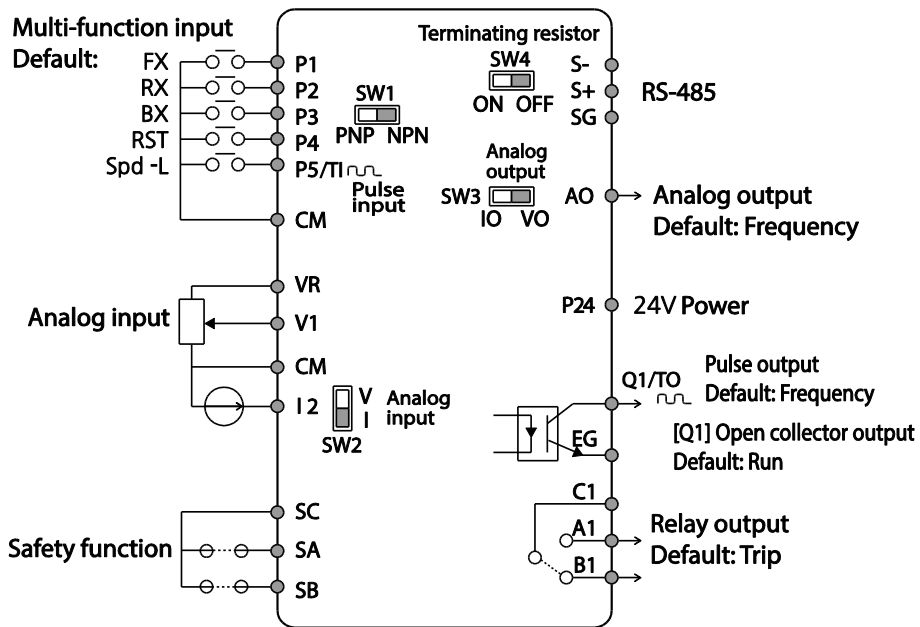 Multi-function input
Default:
FX
RX
BX
RST
Spd -L
P1
P2
P3
P4
P5/TI
Pulse
input
CM
SW1
PNP NPN
Terminating resistor
SW4
ON OFF
S-
S+
SG
RS-485
Analog
output
SW3
IO VO
AO
Analog output
Default: Frequency
Analog input
VR
V1
CM
I 2
V
I
SW2
Analog
input
P24
24V Power
Q1/TO
Pulse output
Default: Frequency
EG
[Q1] Open collector output
Default: Run
Safety function
SC
SA
SB
C1
A1
B1
Relay output
Default: Trip